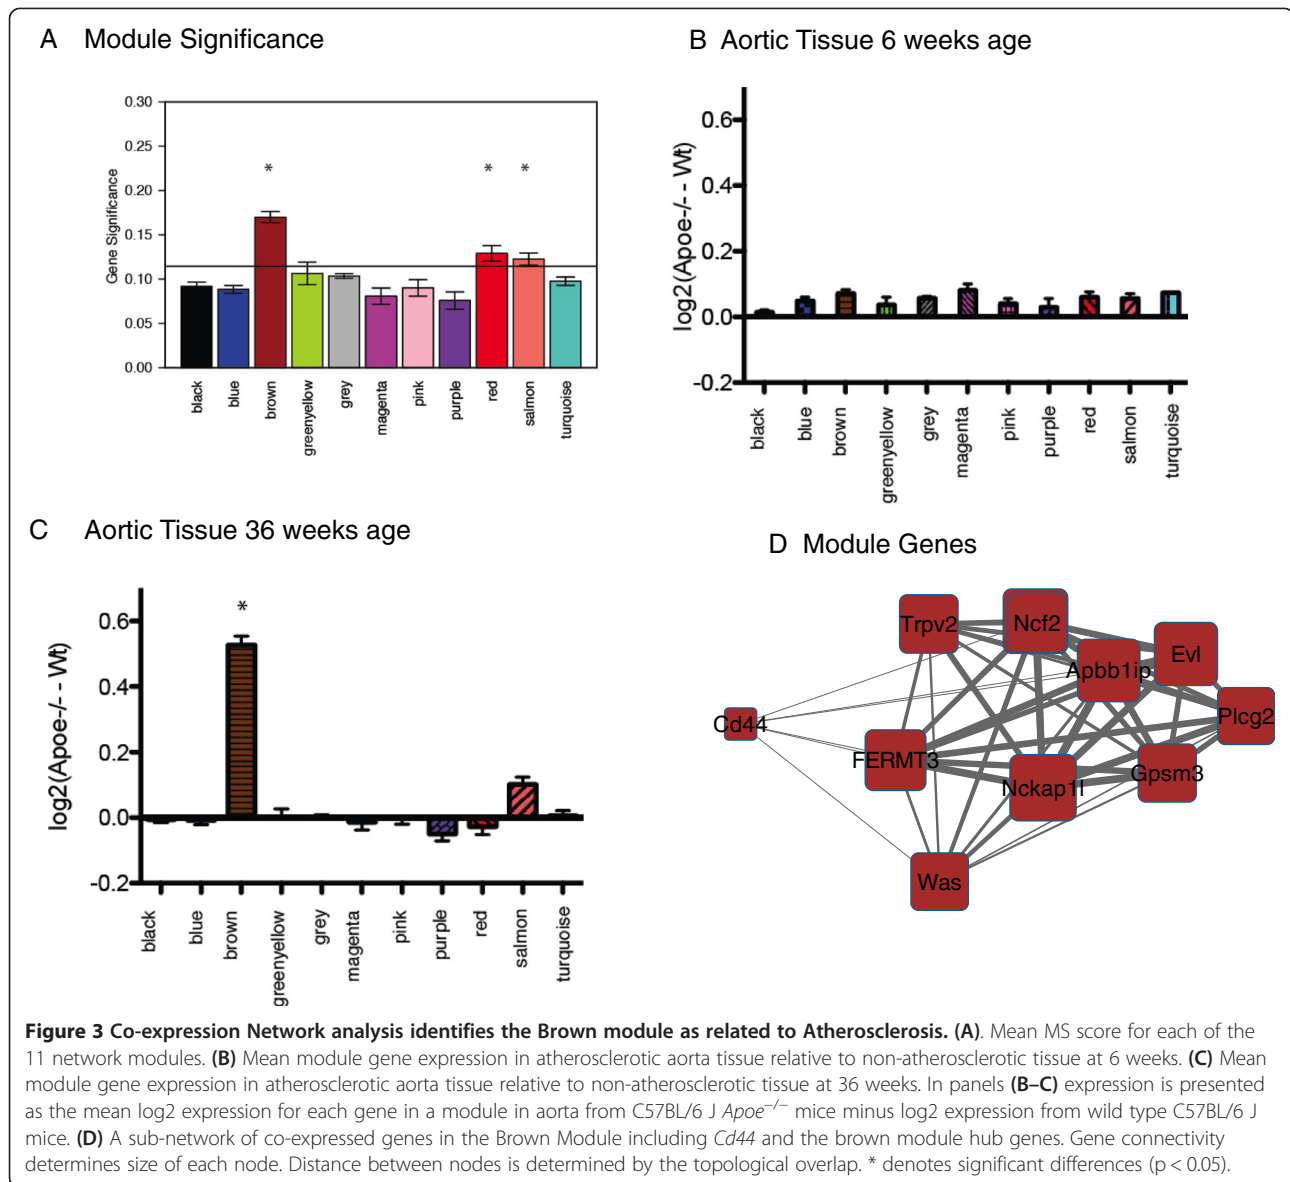 A Module Significance
0.30
0.25
0.20
0.15
0.10
0.05
0.00
Gene Significance
* * *
black
blue
brown
greenyellow
grey
magenta
pink
purple
red
salmon
turquoise
B Aortic Tissue 6 weeks age
0.6
0.4
0.2
0.0
-0.2
log2(Apoe-/- - Wt)
black
blue
brown
greenyellow
grey
magenta
pink
purple
red
salmon
turquoise
C Aortic Tissue 36 weeks age
0.6
0.4
0.2
0.0
-0.2
log2(Apoe-/- - Wt)
*
black
blue
brown
greenyellow
grey
magenta
pink
purple
red
salmon
turquoise
D Module Genes
Trpv2
Ncf2
Evl
Apbb1ip
Plcg2
Cd44
FERMT3
Nckap1l
Gpsm3
Was
Figure 3 Co-expression Network analysis identifies the Brown module as related to Atherosclerosis. (A). Mean MS score for each of the
11 network modules. (B) Mean module gene expression in atherosclerotic aorta tissue relative to non-atherosclerotic tissue at 6 weeks. (C) Mean
module gene expression in atherosclerotic aorta tissue relative to non-atherosclerotic tissue at 36 weeks. In panels (B–C) expression is presented
as the mean log2 expression for each gene in a module in aorta from C57BL/6 J Apoe−/− mice minus log2 expression from wild type C57BL/6 J
mice. (D) A sub-network of co-expressed genes in the Brown Module including Cd44 and the brown module hub genes. Gene connectivity
determines size of each node. Distance between nodes is determined by the topological overlap. * denotes significant differences (p < 0.05).